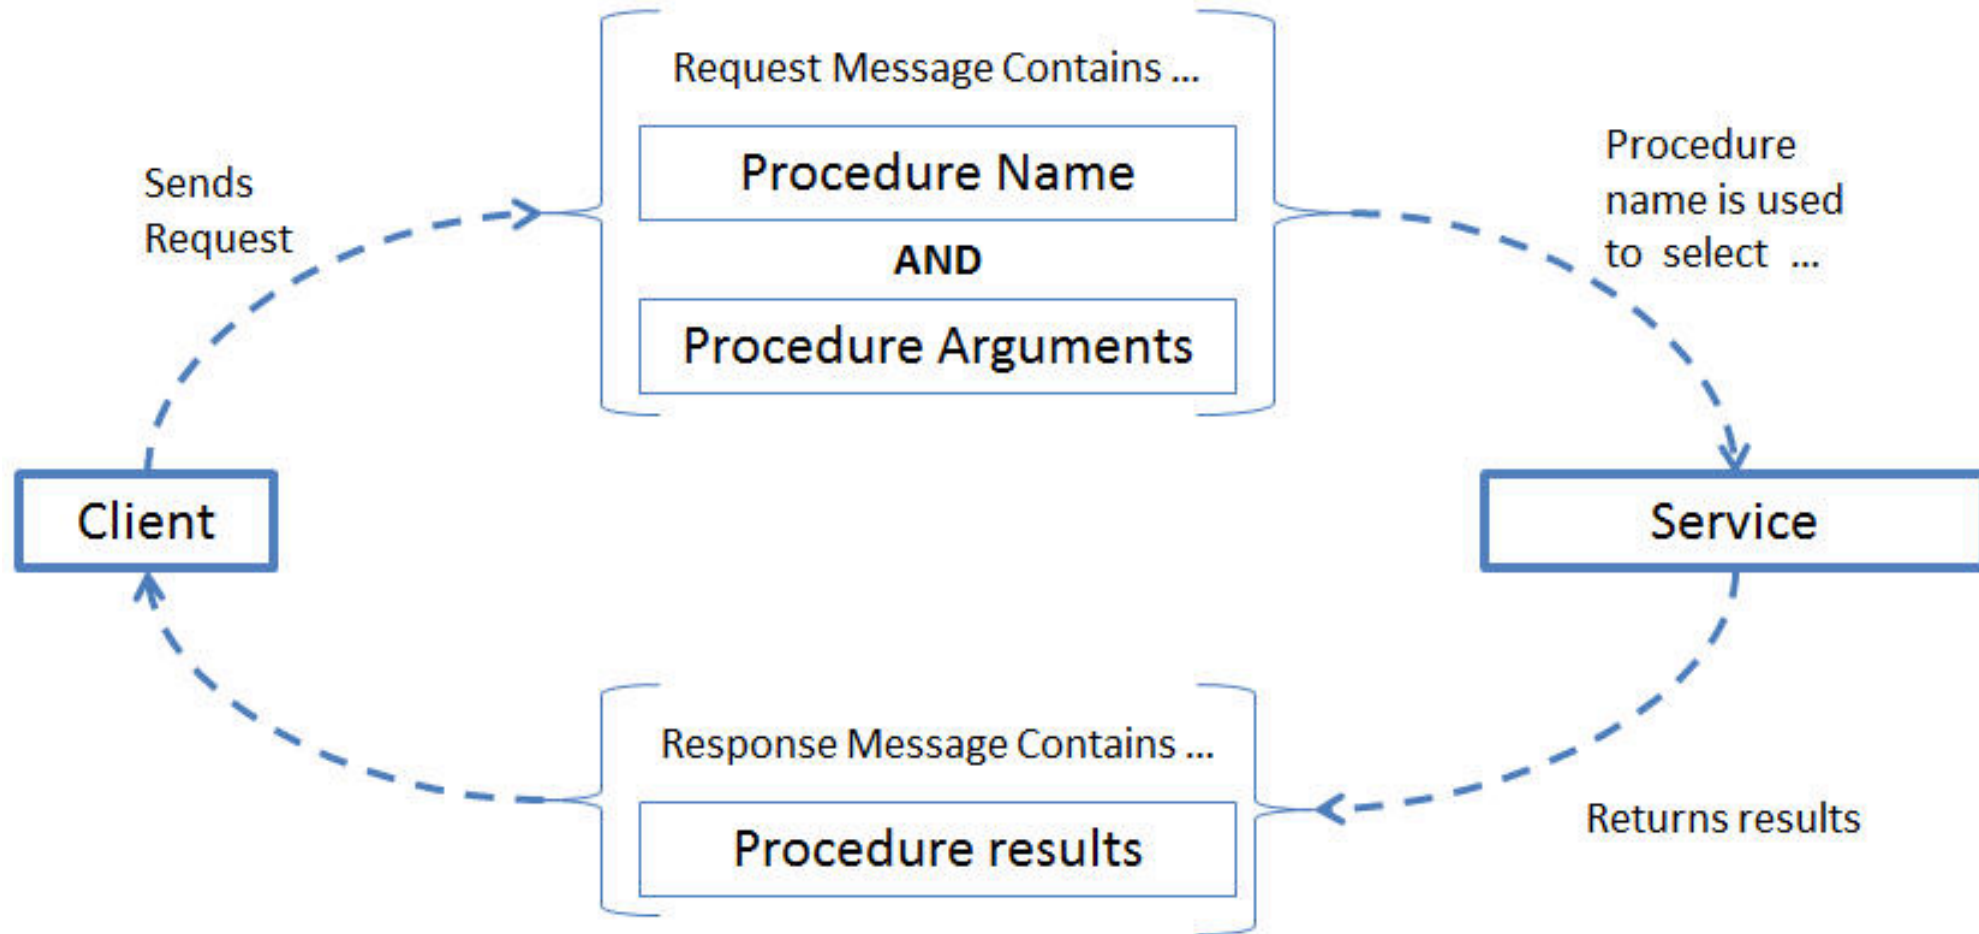 Request Message Contains ...
Procedure Name
AND
Procedure Arguments
Sends
Request
Procedure
name is used
to select ...
Client
Service
Response Message Contains ...
Procedure results
Returns results